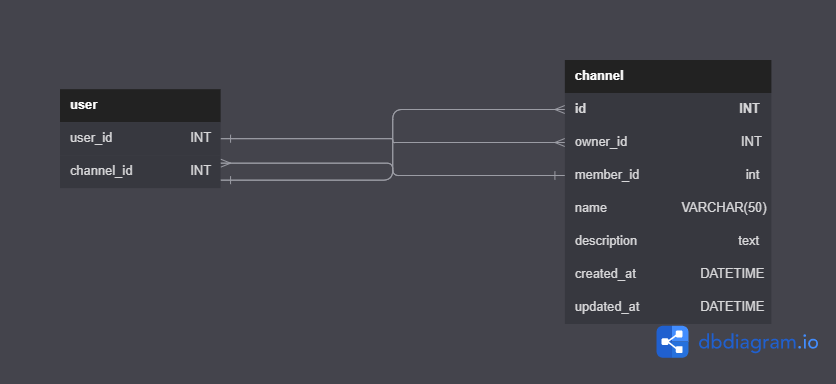 user
user_id INT
channel_id INT
channel
id INT
owner_id INT
member_id int
name VARCHAR(50)
description text
created_at DATETIME
updated_at DATETIME
dbdiagram.io